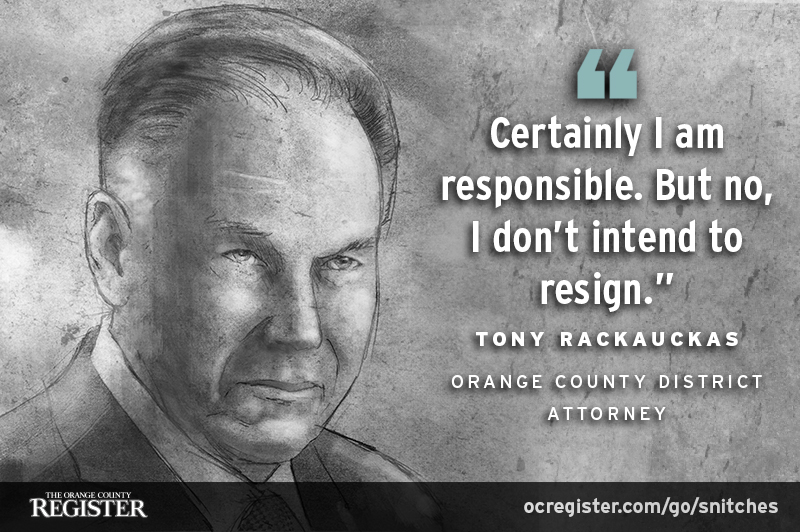 “
Certainly I am
responsible. But no,
I don’t intend to
resign.”
TONY RACKAUCKAS
ORANGE COUNTY DISTRICT
ATTORNEY
THE ORANGE COUNTY
REGISTER
ocregister.com/go/snitches